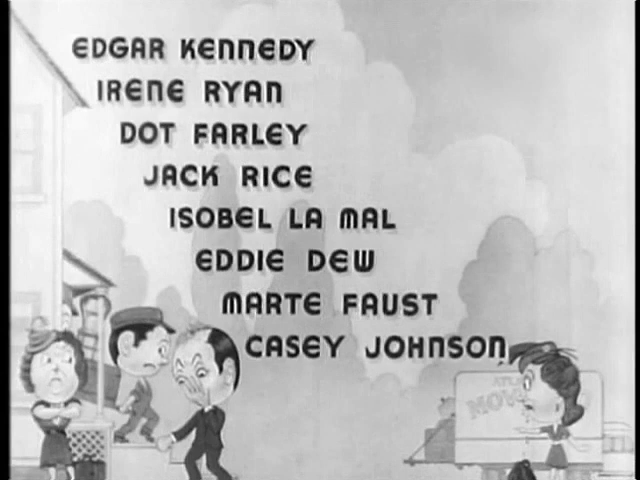 EDGAR KENNEDY
IRENE RYAN
DOT FARLEY
JACK RICE
ISOBEL LA MAL
EDDIE DEW
MARTE FAUST
CASEY JOHNSON